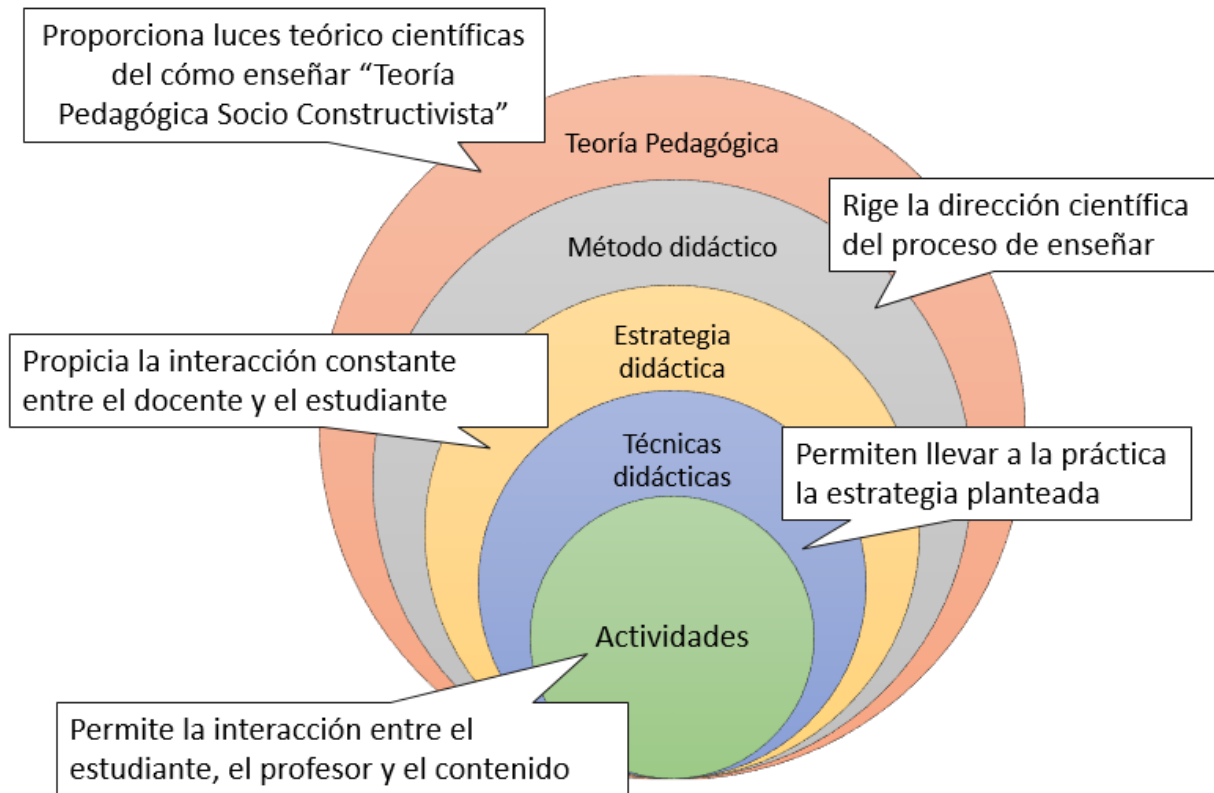 Proporciona luces teórico científicas
del cómo enseñar “Teoría
Pedagógica Socio Constructivista”
Teoría Pedagógica
Rige la dirección científica
del proceso de enseñar
Método didáctico
Estrategia
didáctica
Propicia la interacción constante
entre el docente y el estudiante
Técnicas
didácticas
Permiten llevar a la práctica
la estrategia planteada
Actividades
Permite la interacción entre el
estudiante, el profesor y el contenido